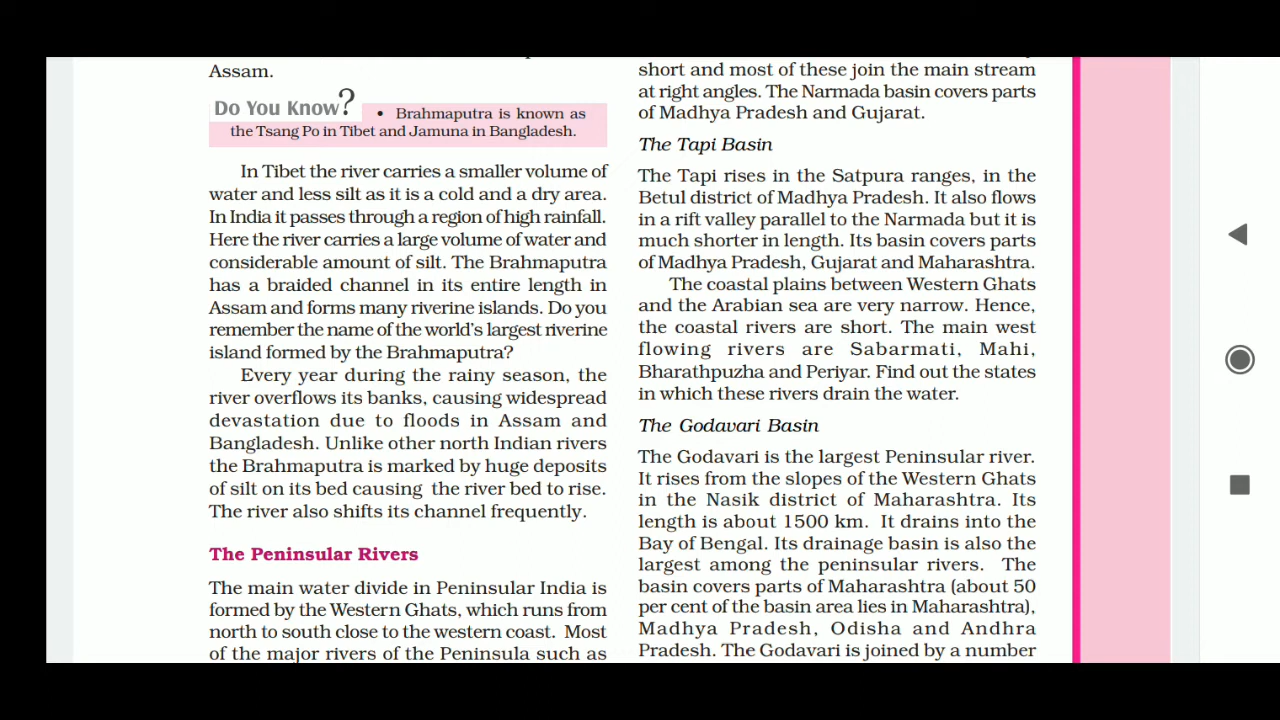 Assam.
Do You Know?
• Brahmaputra is known as
the Tsang Po in Tibet and Jamuna in Bangladesh.
In Tibet the river carries a smaller volume of
water and less silt as it is a cold and a dry area.
In India it passes through a region of high rainfall.
Here the river carries a large volume of water and
considerable amount of silt. The Brahmaputra
has a braided channel in its entire length in
Assam and forms many riverine islands. Do you
remember the name of the world's largest riverine
island formed by the Brahmaputra?
Every year during the rainy season, the
river overflows its banks, causing widespread
devastation due to floods in Assam and
Bangladesh. Unlike other north Indian rivers
the Brahmaputra is marked by huge deposits
of silt on its bed causing the river bed to rise.
The river also shifts its channel frequently.
The Peninsular Rivers
The main water divide in Peninsular India is
formed by the Western Ghats, which runs from
north to south close to the western coast. Most
of the major rivers of the Peninsula such as
short and most of these join the main stream
at right angles. The Narmada basin covers parts
of Madhya Pradesh and Gujarat.
The Tapi Basin
The Tapi rises in the Satpura ranges, in the
Betul district of Madhya Pradesh. It also flows
in a rift valley parallel to the Narmada but it is
much shorter in length. Its basin covers parts
of Madhya Pradesh, Gujarat and Maharashtra.
The coastal plains between Western Ghats
and the Arabian sea are very narrow. Hence,
the coastal rivers are short. The main west
flowing rivers are Sabarmati, Mahi,
Bharathpuzha and Periyar. Find out the states
in which these rivers drain the water.
The Godavari Basin
The Godavari is the largest Peninsular river.
It rises from the slopes of the Western Ghats
in the Nasik district of Maharashtra. Its
length is about 1500 km. It drains into the
Bay of Bengal. Its drainage basin is also the
largest among the peninsular rivers. The
basin covers parts of Maharashtra (about 50
per cent of the basin area lies in Maharashtra),
Madhya Pradesh, Odisha and Andhra
Pradesh. The Godavari is joined by a number